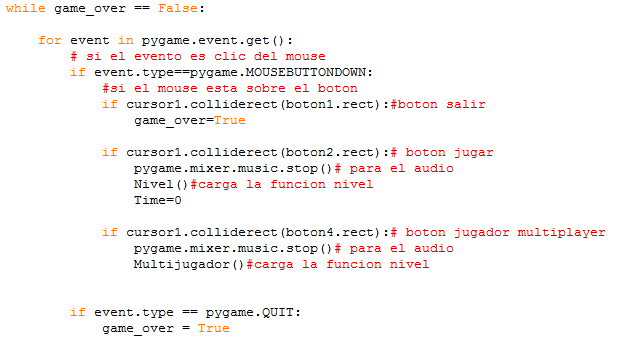 while game_over == False:
for event in pygame.event.get():
# si el evento es clic del mouse
if event.type==pygame.MOUSEBUTTONDOWN:
#si el mouse esta sobre el boton
if cursor1.colliderect(boton1.rect):#boton salir
game_over=True
if cursor1.colliderect(boton2.rect):# boton jugar
pygame.mixer.music.stop()# para el audio
Nivel()#carga la funcion nivel
Time=0
if cursor1.colliderect(boton4.rect):# boton jugador multiplayer
pygame.mixer.music.stop()# para el audio
Multijugador()#carga la funcion nivel
if event.type == pygame.QUIT:
game_over = True